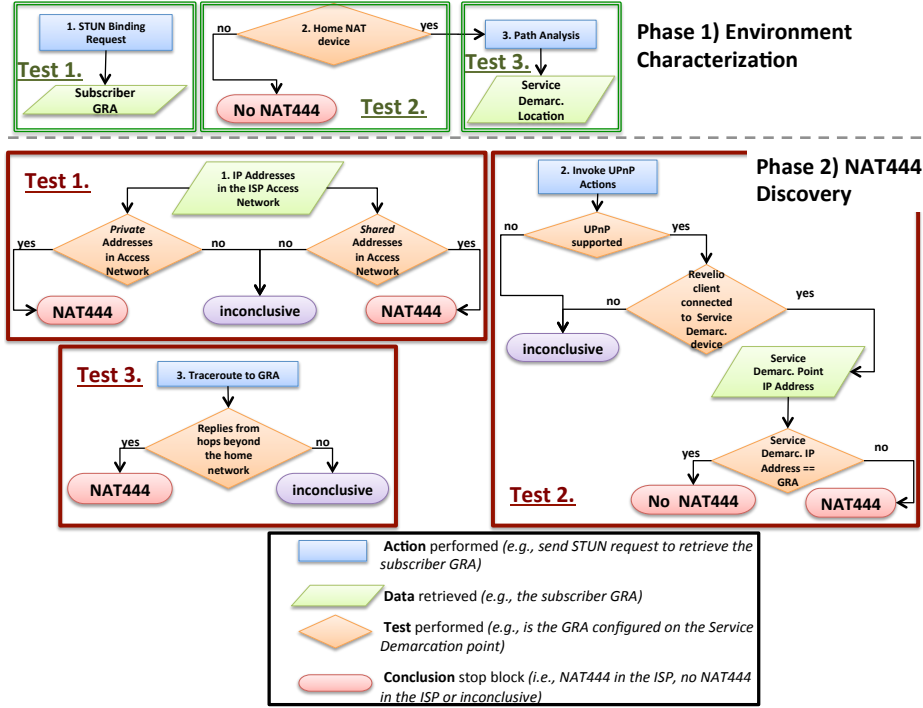 1. STUN Binding
Request
Test 1.
Subscriber
GRA
no
2. Home NAT
device
yes
No NAT444
Test 2.
3. Path Analysis
Test 3.
Service
Demarc.
Location
Phase 1) Environment
Characterization
Test 1.
1. IP Addresses
in the ISP Access
Network
yes
Private
Addresses
in Access
Network
no
no
Shared
Addresses
in Access
Network
yes
NAT444
inconclusive
NAT444
Phase 2) NAT444
Discovery
2. Invoke UPnP
Actions
no
UPnP
supported
yes
Revelio
client
connected
to Service
Demarc.
device
no
yes
inconclusive
Service
Demarc. Point
IP Address
yes
Service
Demarc. IP
Address ==
GRA
no
No NAT444
NAT444
Test 2.
Test 3.
3. Traceroute to GRA
yes
Replies from
hops beyond
the home
network
no
NAT444
inconclusive
Action performed (e.g., send STUN request to retrieve the
subscriber GRA)
Data retrieved (e.g., the subscriber GRA)
Test performed (e.g., is the GRA configured on the Service
Demarcation point)
Conclusion stop block (i.e., NAT444 in the ISP, no NAT444
in the ISP or inconclusive)